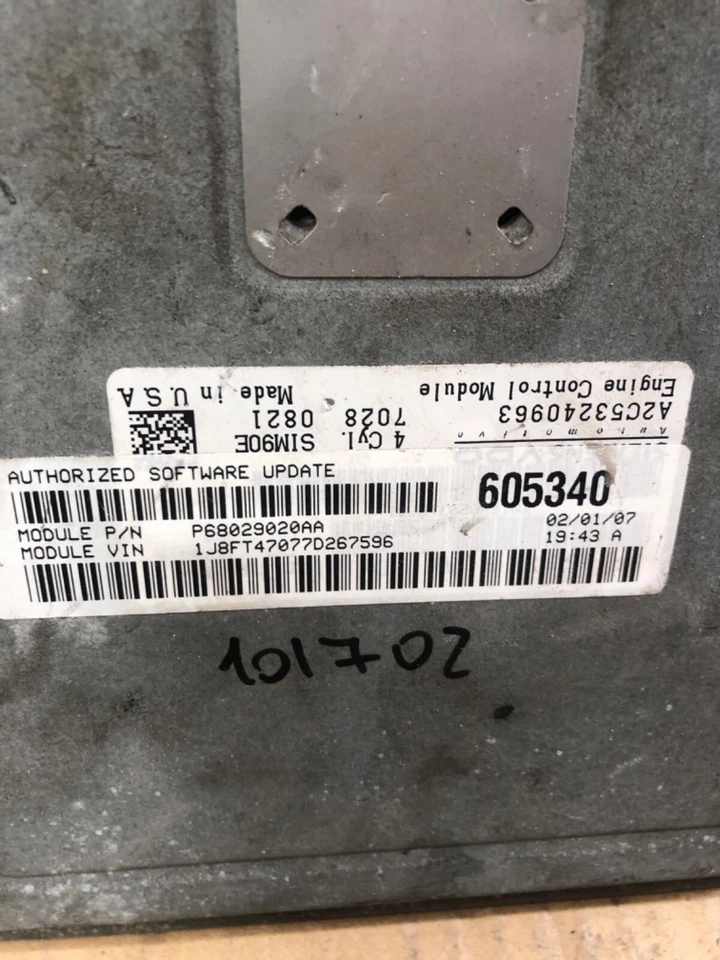 AUTHORIZED SOFTWARE UPDATE
605340
MODULE P/N P68029020AA
02/01/07
MODULE VIN 1J8FT47077D267596
19:43 A
Automotive
A2C53240963
Engine Control Module
4 Cyl. SIM90E
7028 0821
Made in U.S.A
101702